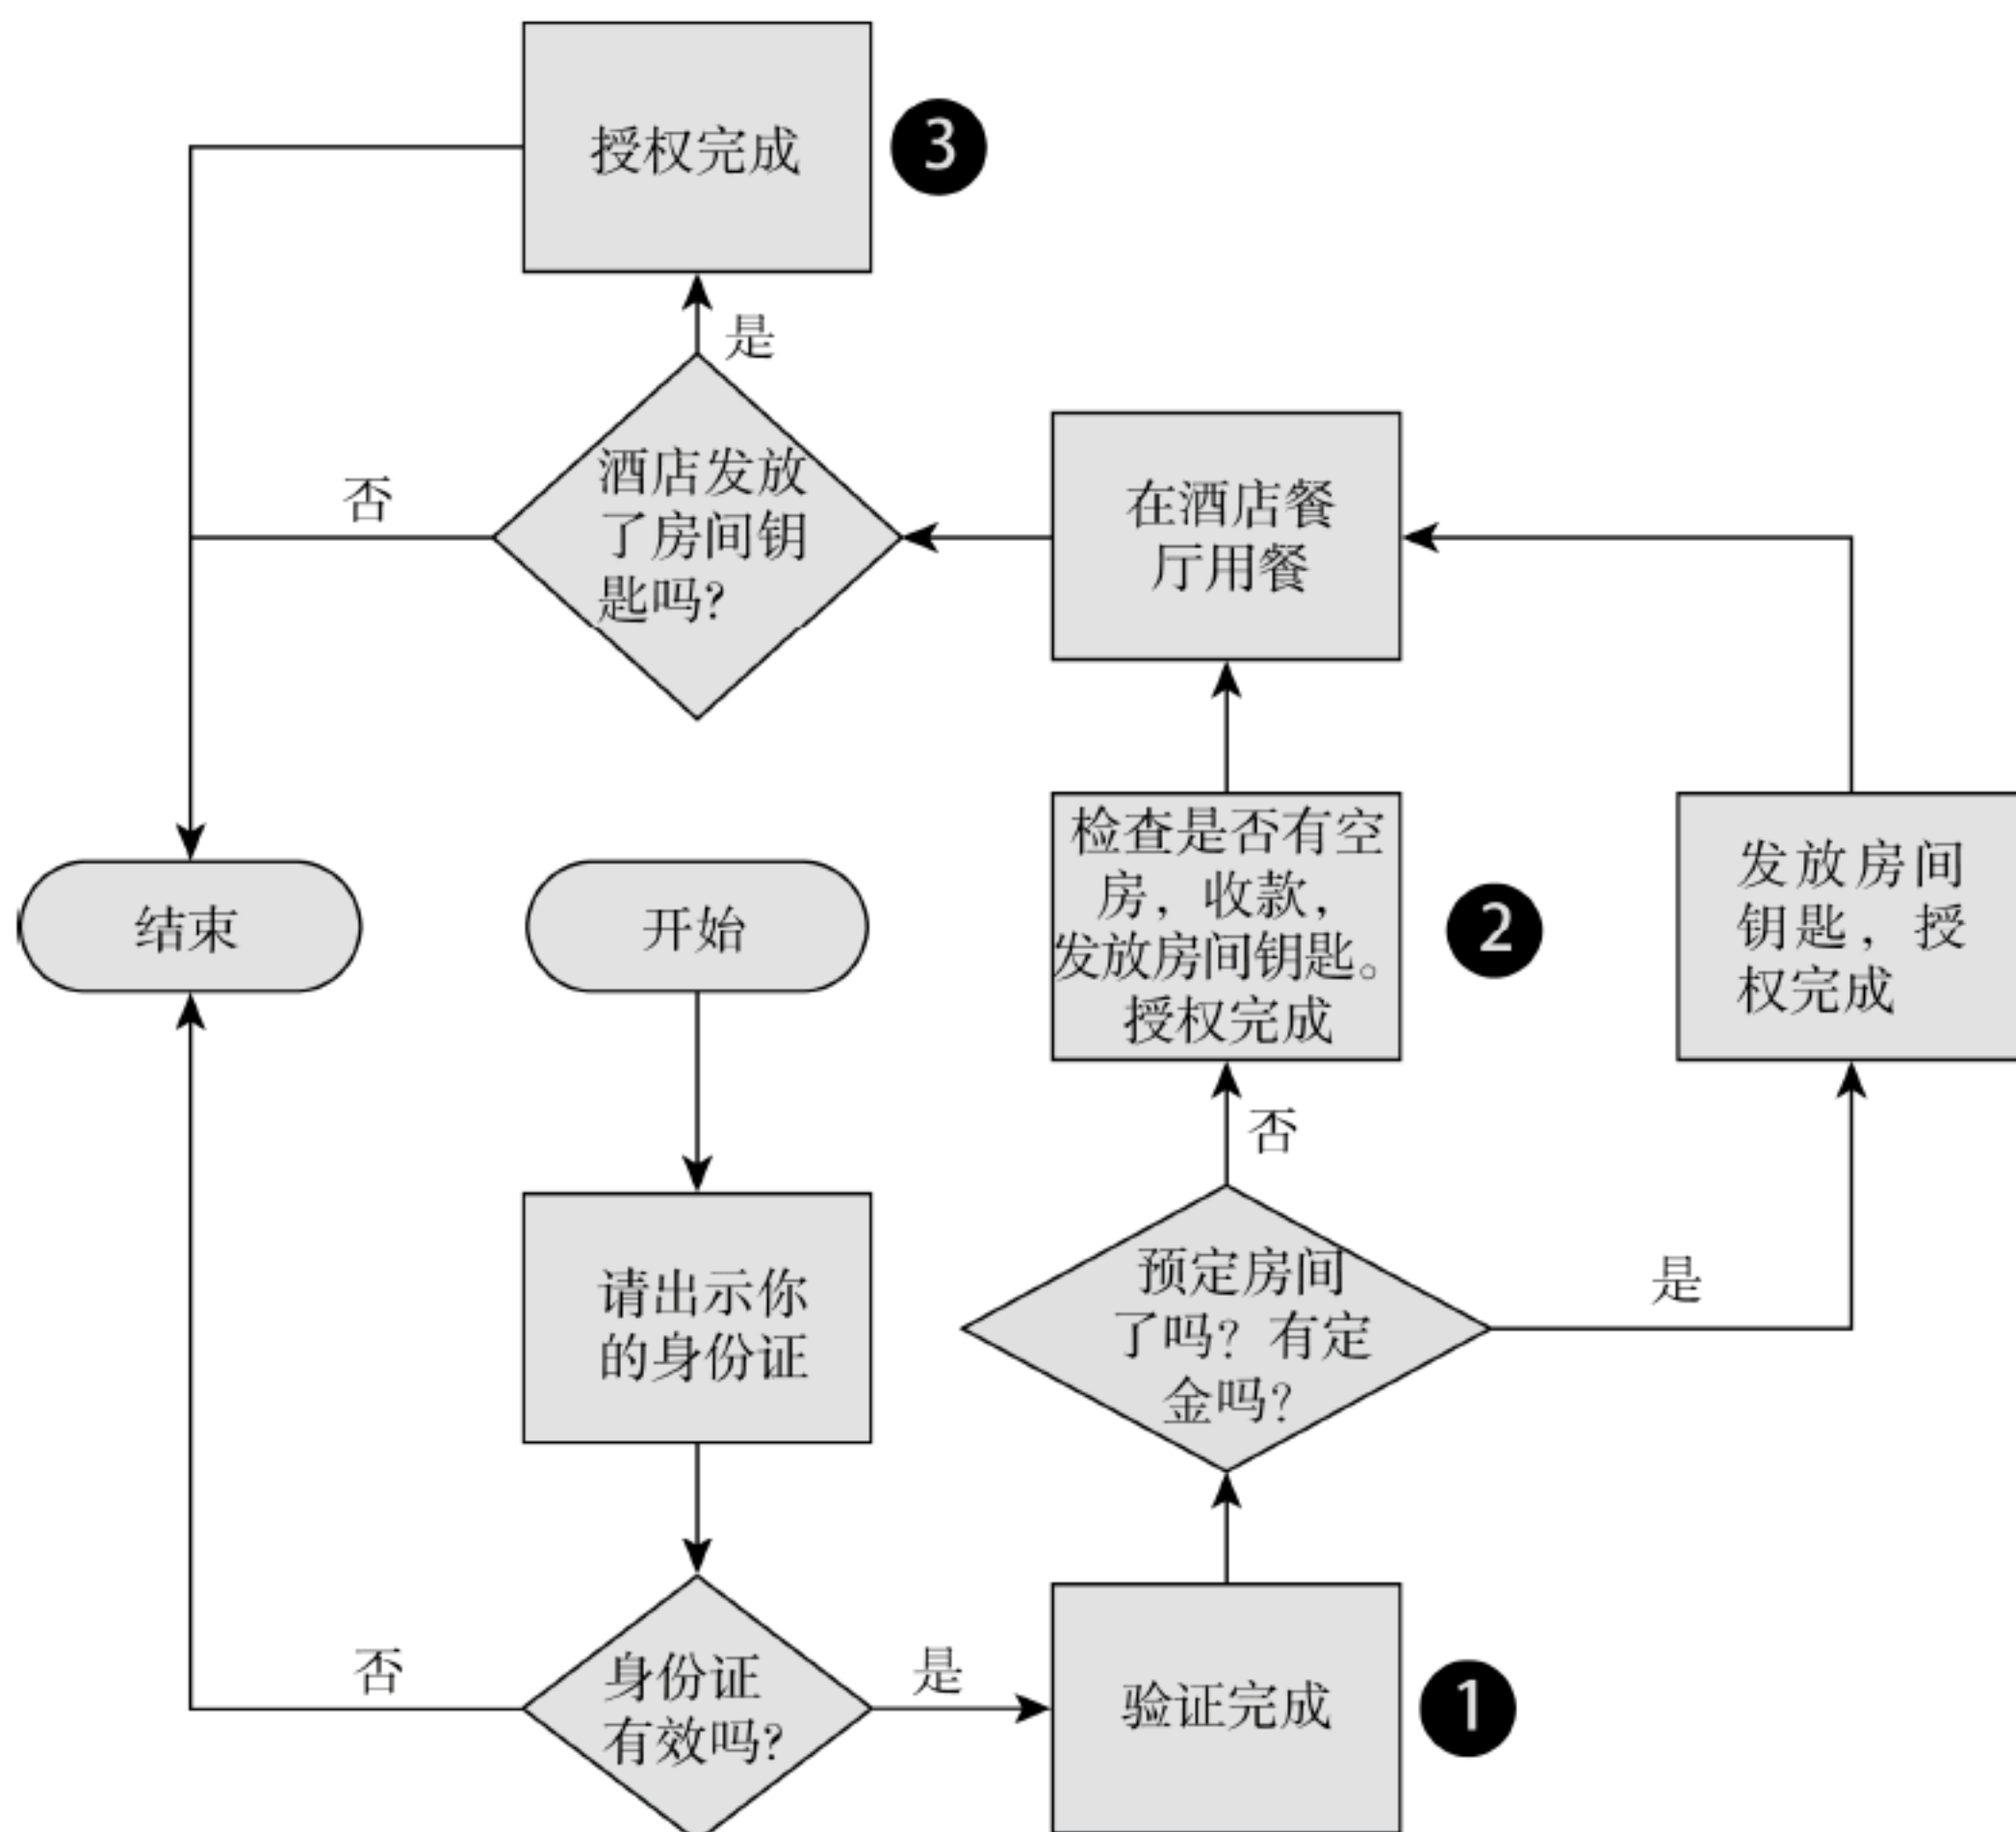 授权完成
3
是
酒店发放
了房间钥
匙吗?
否
在酒店餐
厅用餐
检查是否有空
房，收款，
发放房间钥匙。
授权完成
2
发放房间
钥匙，授
权完成
结束
开始
否
请出示你
的身份证
预定房间
了吗？有定
金吗？
是
身份证
有效吗?
否
是
验证完成
1